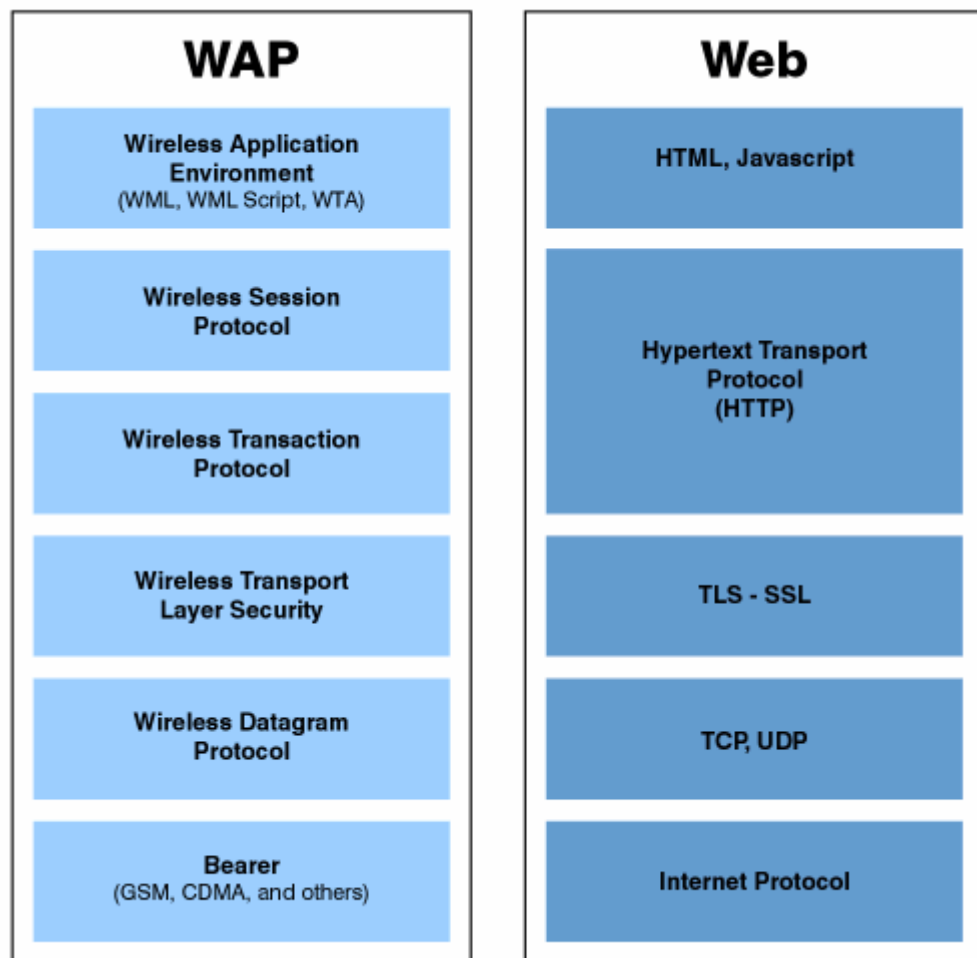 WAP
Wireless Application
Environment
(WML, WML Script, WTA)
Wireless Session
Protocol
Wireless Transaction
Protocol
Wireless Transport
Layer Security
Wireless Datagram
Protocol
Bearer
(GSM, CDMA, and others)
Web
HTML, Javascript
Hypertext Transport
Protocol
(HTTP)
TLS - SSL
TCP, UDP
Internet Protocol